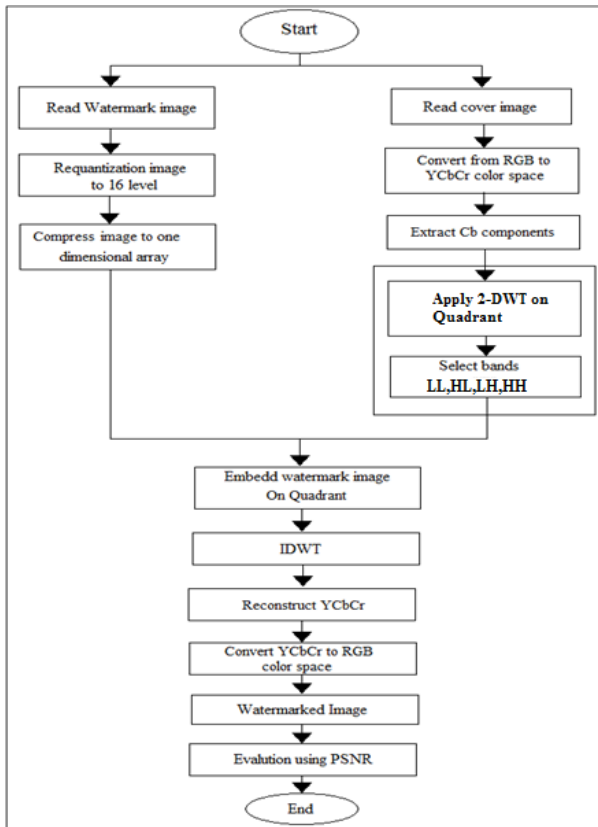 Start
Read Watermark image
Requantization image
to 16 level
Compress image to one
dimensional array
Read cover image
Convert from RGB to
YCbCr color space
Extract Cb components
Apply 2-DWT on
Quadrant
Select bands
LL,HL,LH,HH
Embedd watermark image
On Quadrant
IDWT
Reconstruct YCbCr
Convert YCbCr to RGB
color space
Watermarked Image
Evalution using PSNR
End